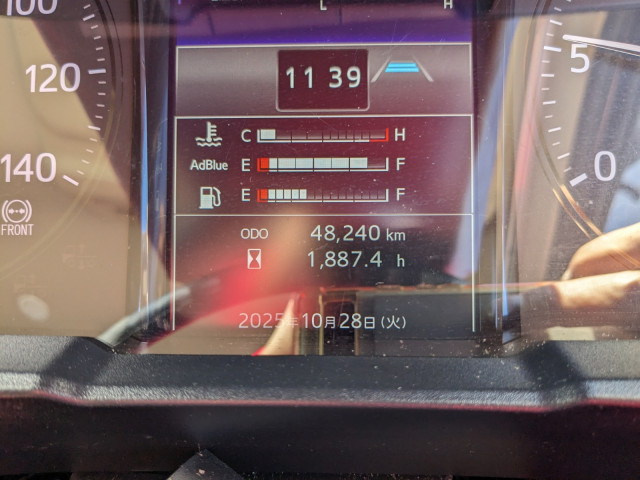 100
L H
120
11 39
5
C H
AdBlue E F
140
0
E F
FRONT
ODO 48,240 km
1,887.4 h
2025年10月28日(火)